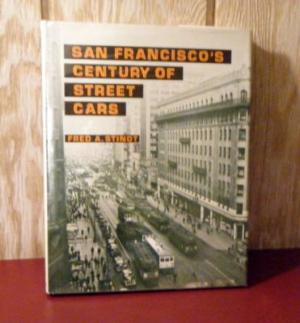 SAN FRANCISCO'S
CENTURY OF
STREET
CARS
FRED A. STINDT